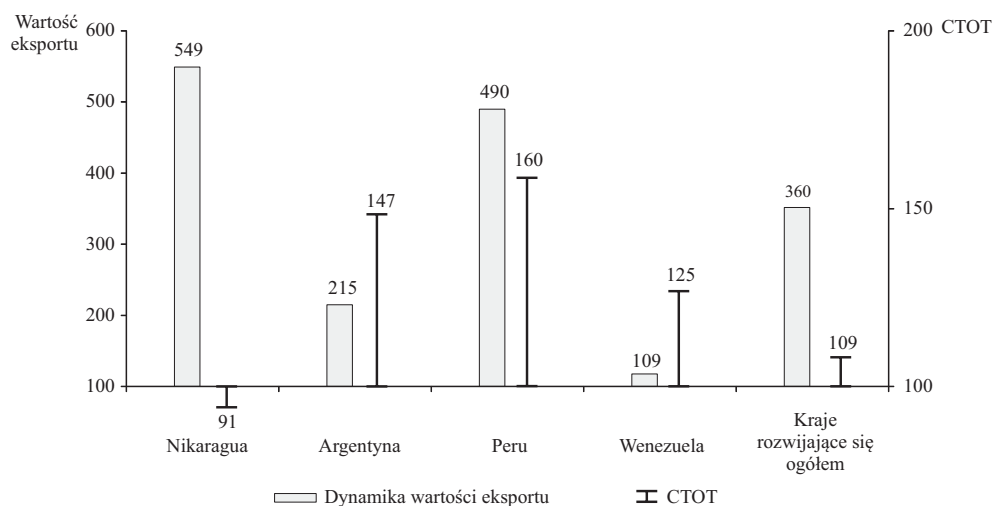 Wartość
eksportu
600
500
400
300
200
100
200 CTOT
150
100
549
91
215
147
490
160
109
125
360
109
Nikaragua
Argentyna
Peru
Wenezuela
Kraje
rozwijające się
ogółem
Dynamika wartości eksportu
CTOT